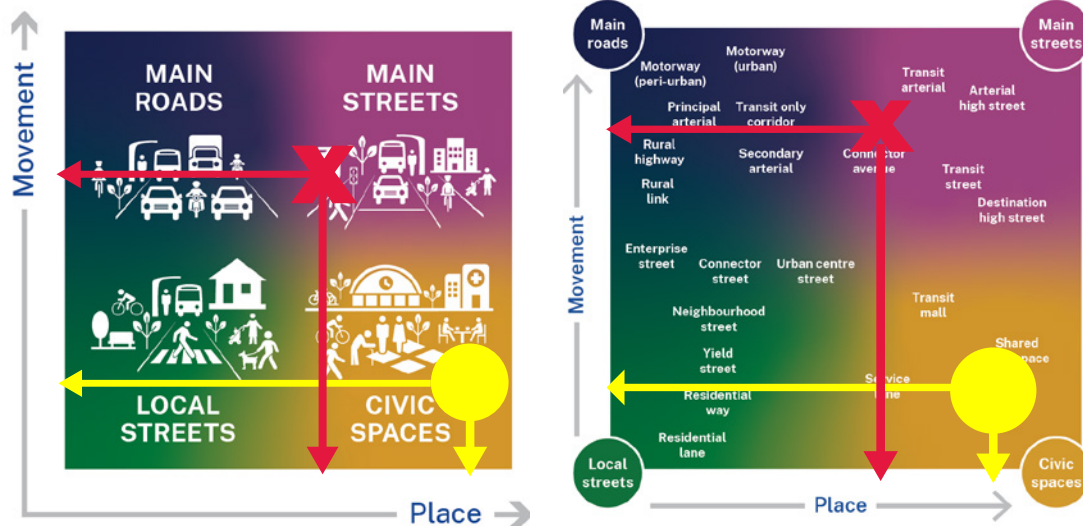 Movement
MAIN
ROADS
MAIN
STREETS
LOCAL
STREETS
CIVIC
SPACES
Place
Main
roads
Main
streets
Motorway
(urban)
Motorway
(peri-urban)
Transit
arterial
Arterial
high street
Principal
arterial
Transit only
corridor
Rural
highway
Secondary
arterial
Connector
avenue
Rural
link
Transit
street
Destination
high street
Enterprise
street
Connector
street
Urban centre
street
Transit
mall
Neighbourhood
street
Shared
Yield
street
Residential
way
Residential
lane
Movement
Local
streets
Civic
spaces
Place